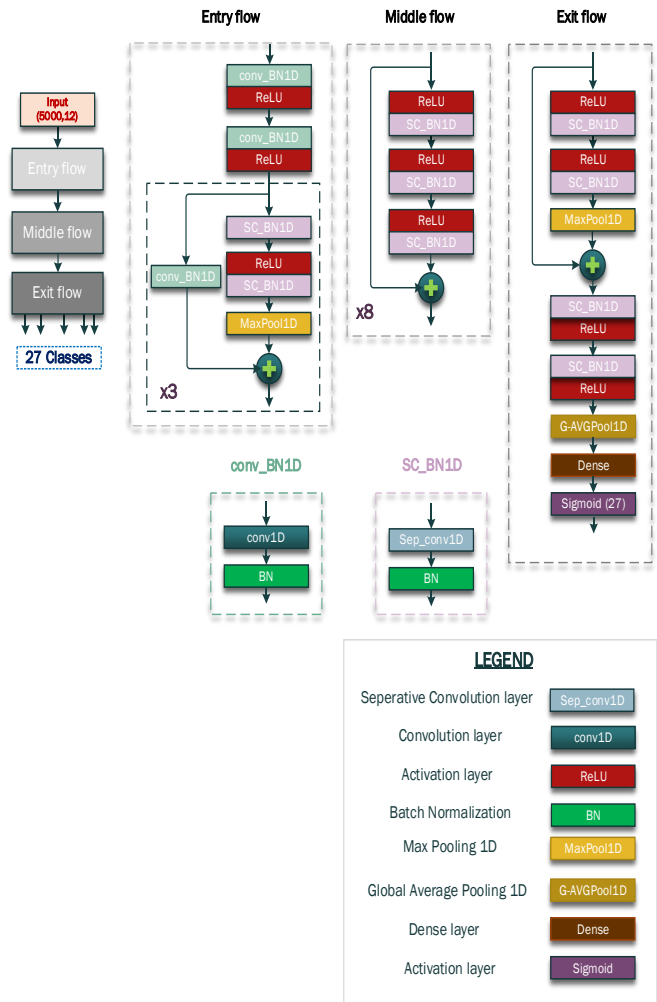 Entry flow
Middle flow
Exit flow
Input
(5000,12)
Entry flow
Middle flow
Exit flow
27 Classes
conv_BN1D
ReLU
conv_BN1D
ReLU
SC_BN1D
conv_BN1D
ReLU
SC_BN1D
MaxPool1D
x3
ReLU
SC_BN1D
ReLU
SC_BN1D
ReLU
SC_BN1D
x8
ReLU
SC_BN1D
ReLU
SC_BN1D
MaxPool1D
SC_BN1D
ReLU
SC_BN1D
ReLU
G-AVGPool1D
Dense
Sigmoid (27)
conv_BN1D
conv1D
BN
SC_BN1D
Sep_conv1D
BN
LEGEND
Seperative Convolution layer Sep_conv1D
Convolution layer conv1D
Activation layer ReLU
Batch Normalization BN
Max Pooling 1D MaxPool1D
Global Average Pooling 1D G-AVGPool1D
Dense layer Dense
Activation layer Sigmoid